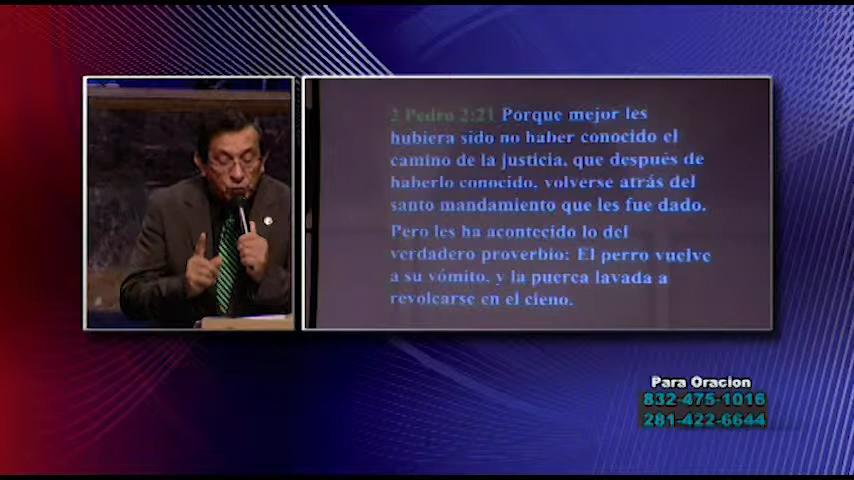 2 Pedro 2:21 Porque mejor les
hubiera sido no haber conocido el
camino de la justicia, que después de
haberlo conocido, volverse atrás del
santo mandamiento que les fue dado.
Pero les ha acontecido lo del
verdadero proverbio: El perro vuelve
a su vómito, y la puerca lavada a
revolcarse en el cieno.
Para Oracion
832-475-1016
281-422-6644